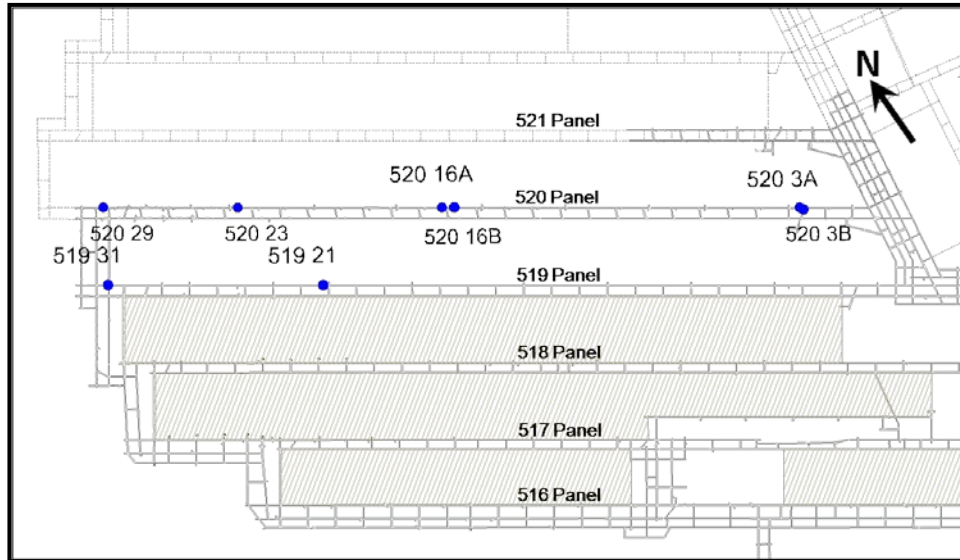 N
521 Panel
520 16A
520 3A
520 Panel
520 29
520 23
520 16B
520 3B
519 31
519 21
519 Panel
518 Panel
517 Panel
516 Panel